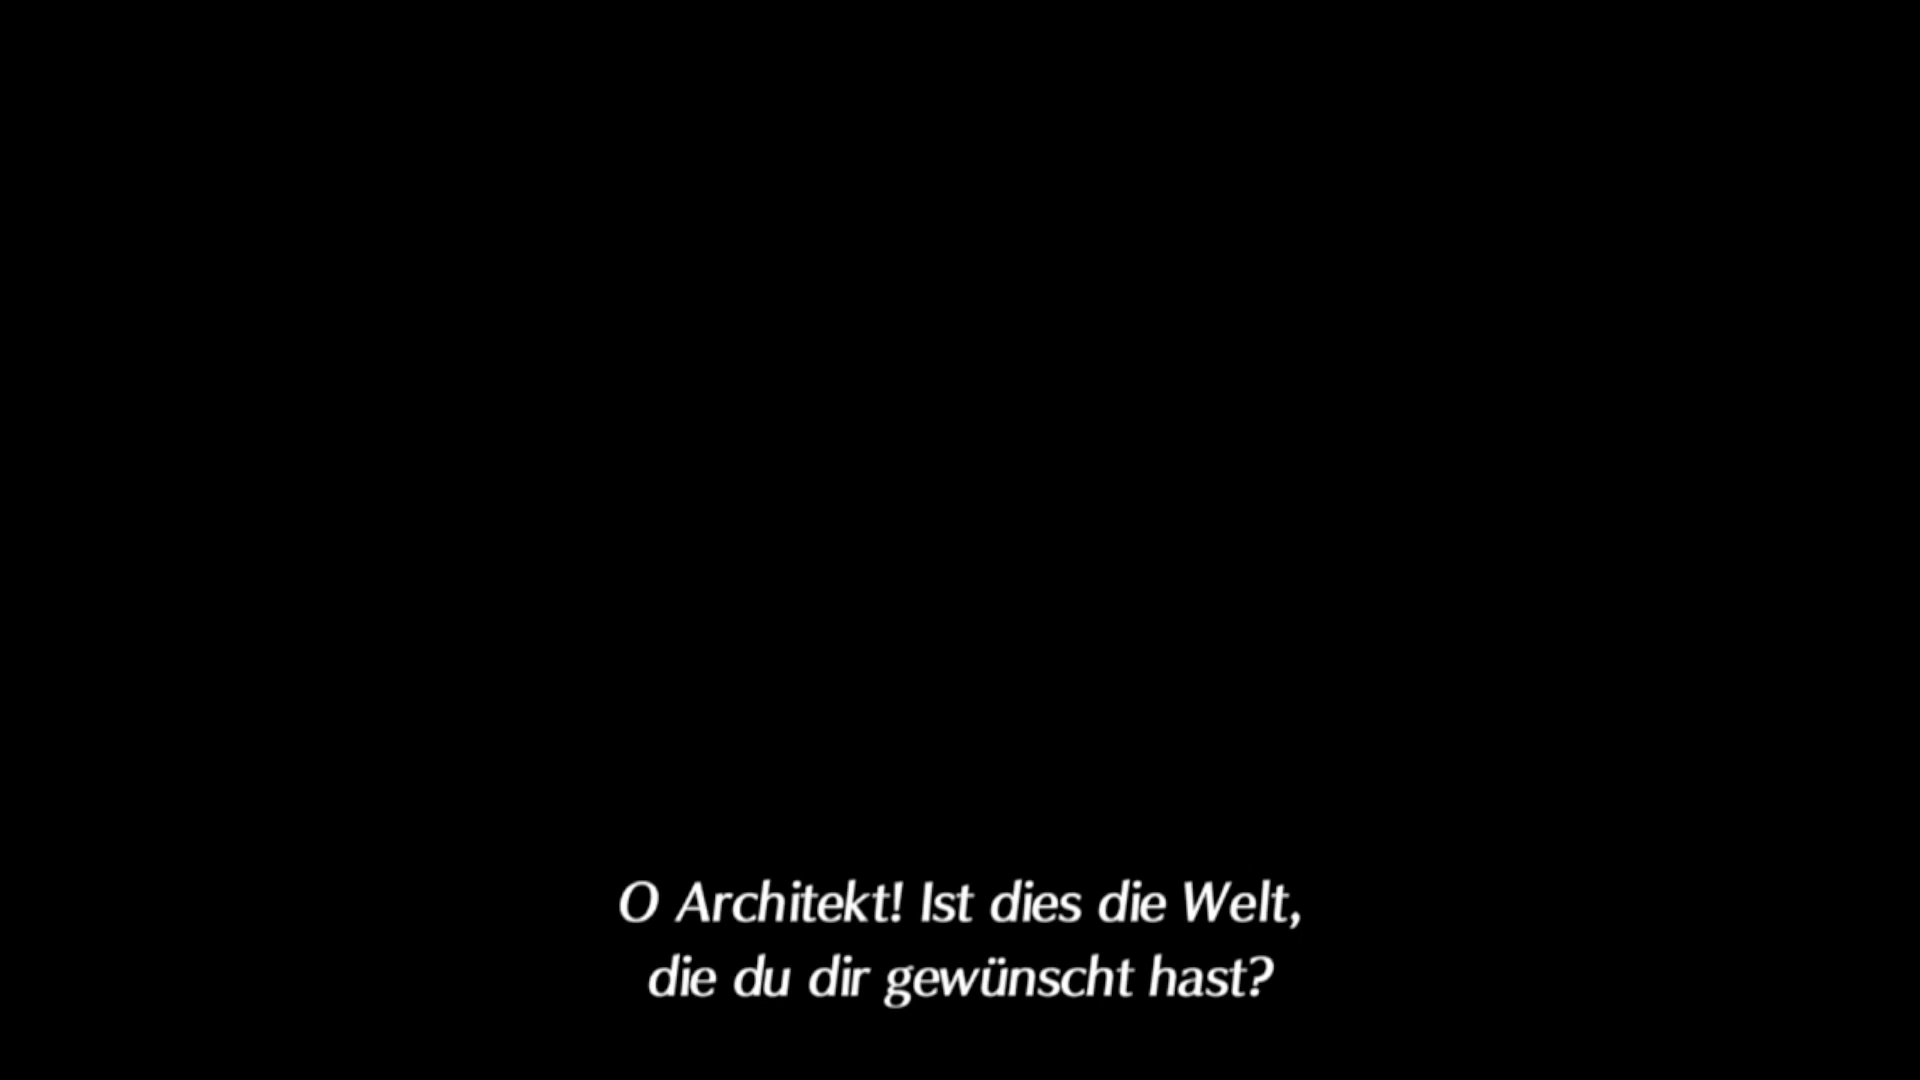 O Architekt! Ist dies die Welt,
die du dir gewünscht hast?